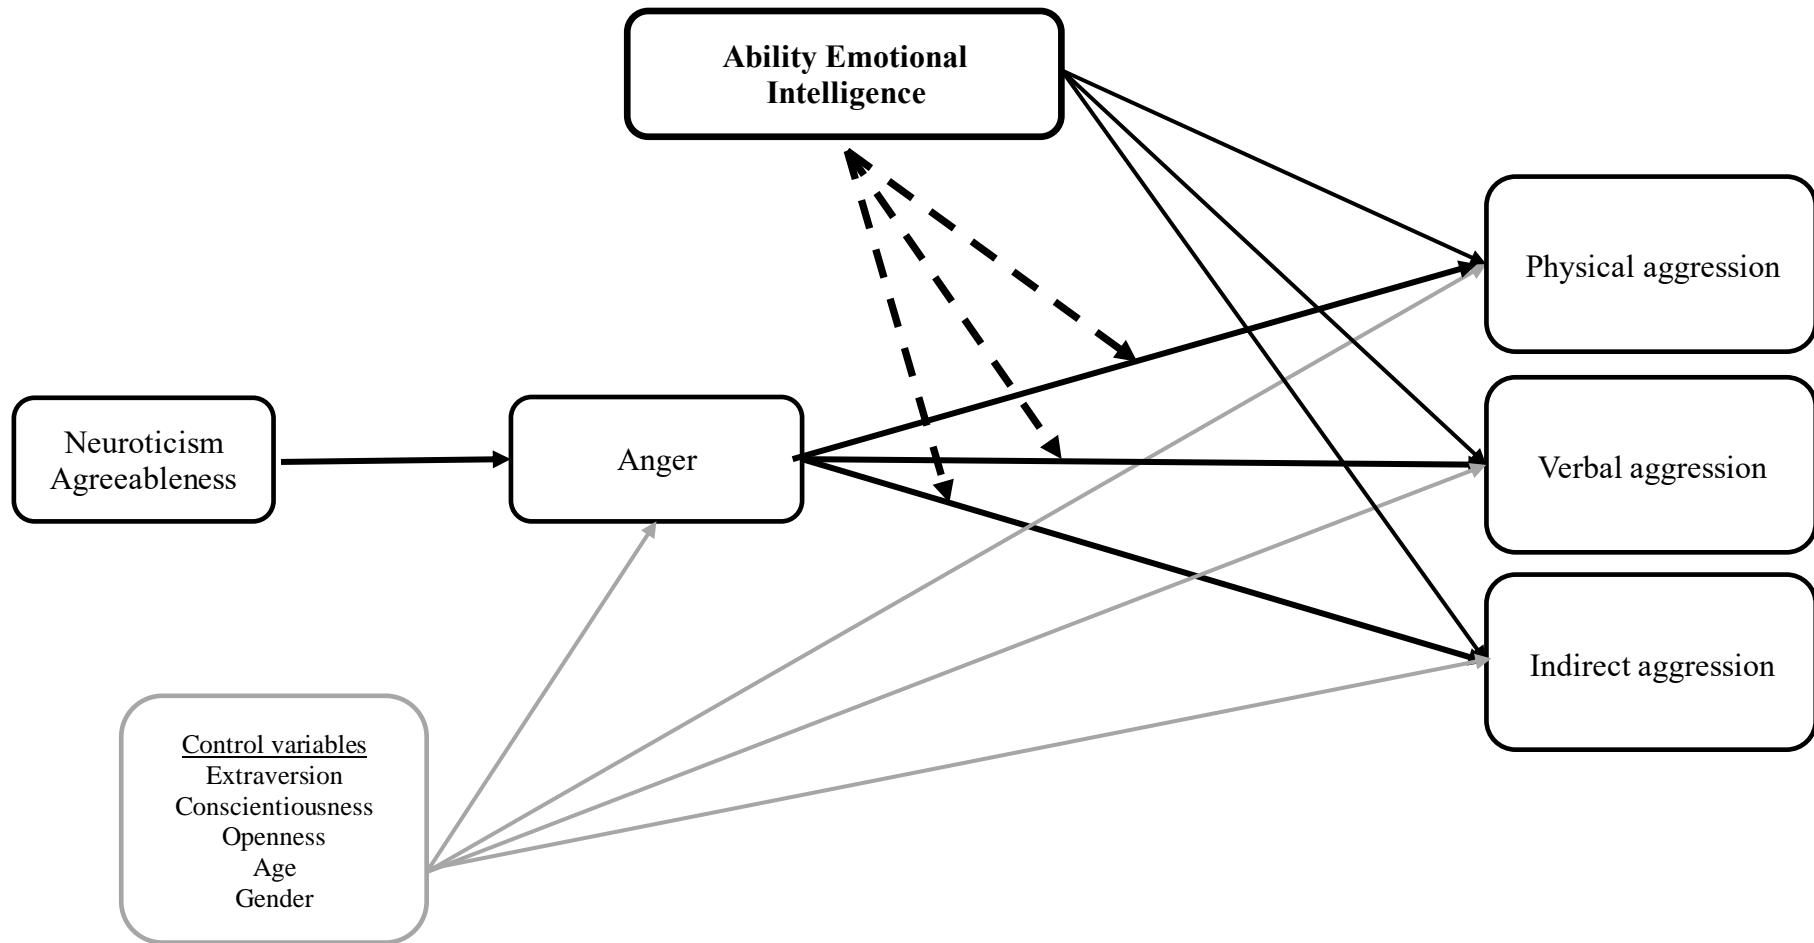 Ability Emotional
Intelligence
Physical aggression
Neuroticism
Agreeableness
Anger
Verbal aggression
Indirect aggression
Control variables
Extraversion
Conscientiousness
Openness
Age
Gender